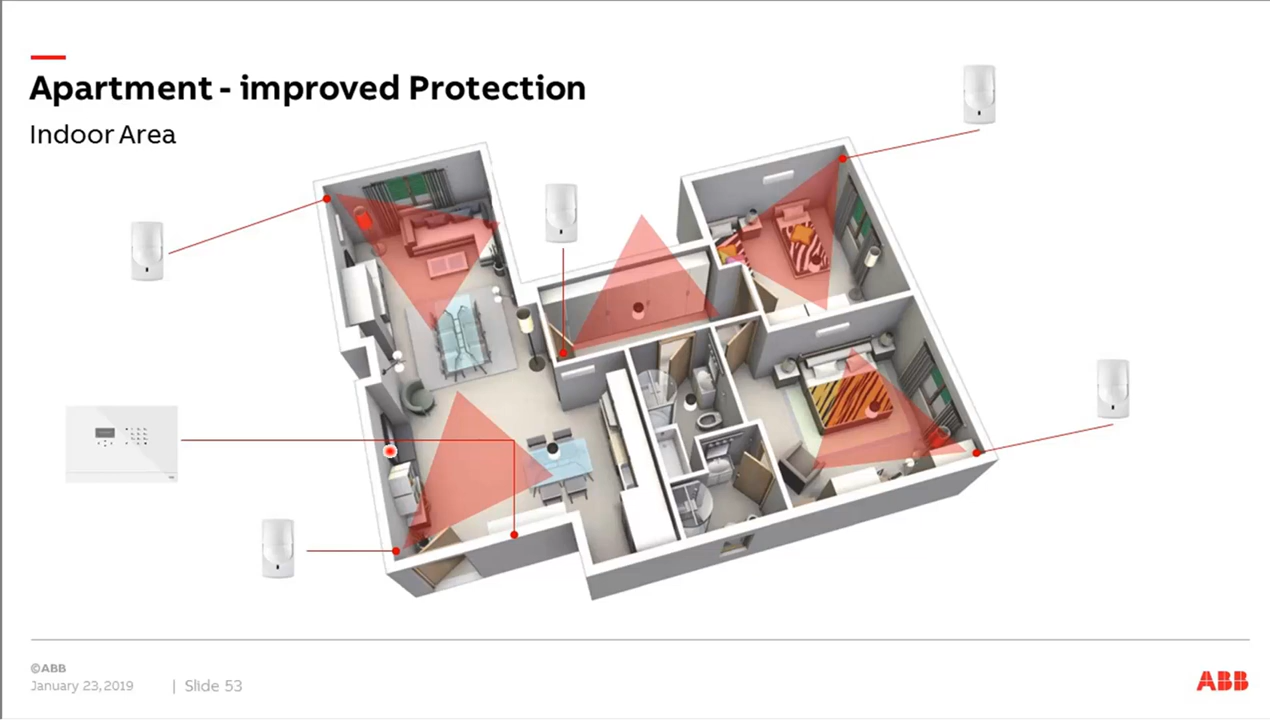 Apartment - improved Protection
Indoor Area
©ABB
January 23, 2019 | Slide 53
ABB